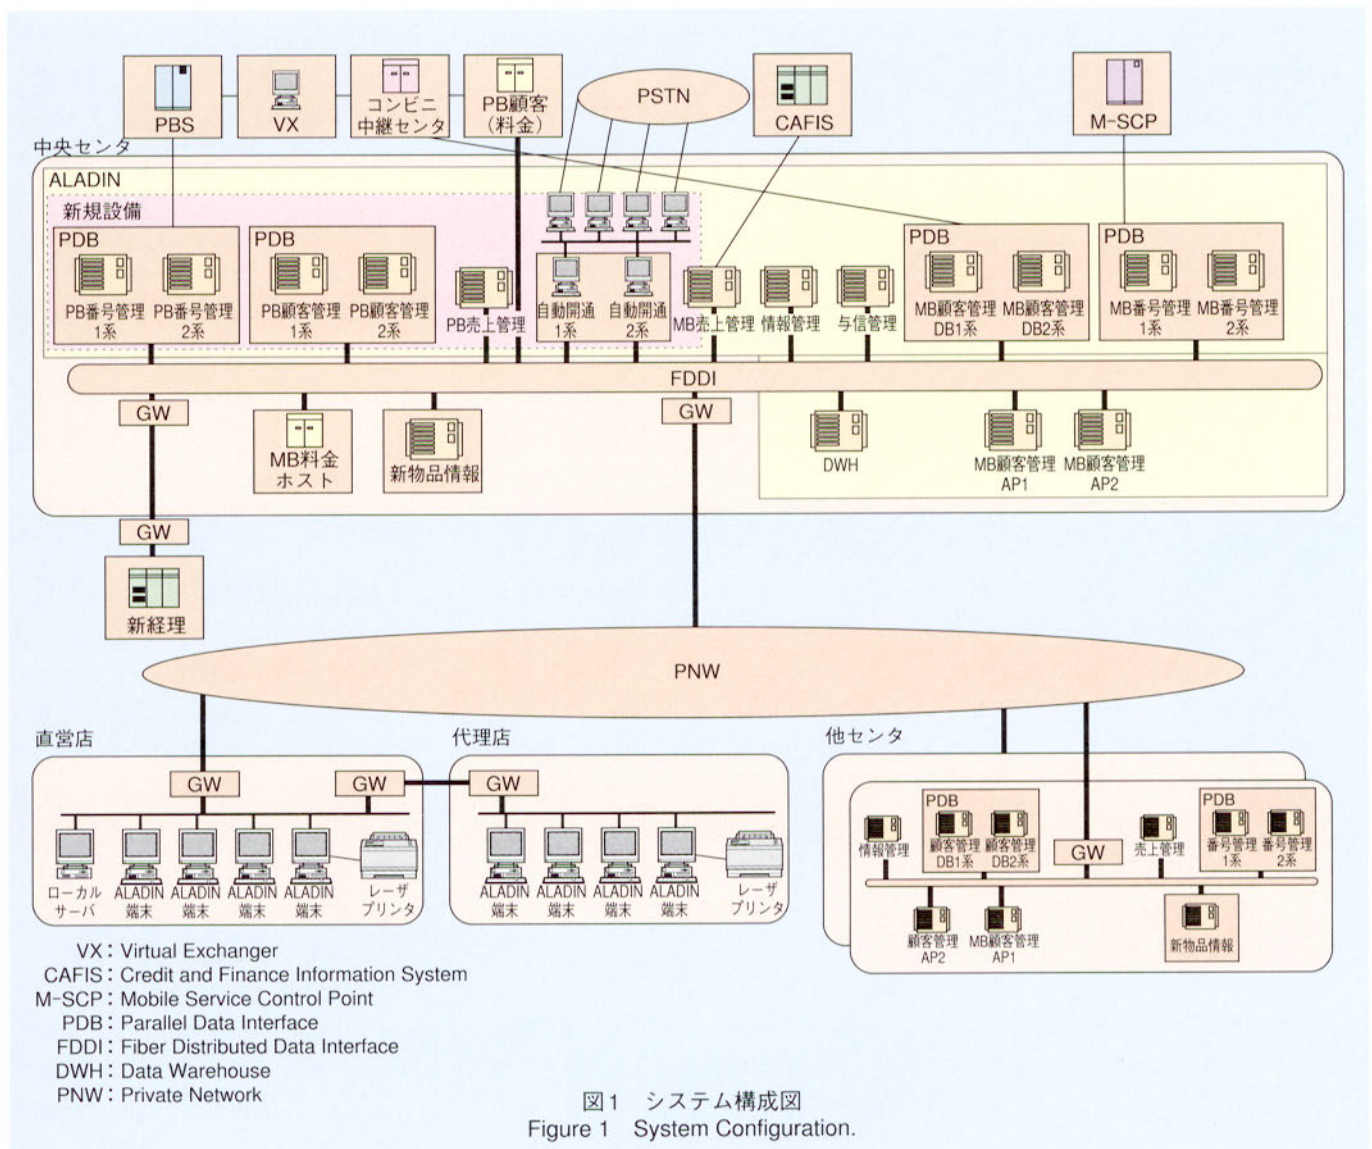 PBS
VX
コンビニ
中継センタ
PB顧客
(料金)
PSTN
CAFIS
M-SCP
中央センタ
ALADIN
新規設備
PDB
PB番号管理
1系
PB番号管理
2系
PDB
PB顧客管理
1系
PB顧客管理
2系
PB売上管理
自動開通
1系
自動開通
2系
MB売上管理
情報管理
与信管理
PDB
MB顧客管理
DB1系
MB顧客管理
DB2系
PDB
MB番号管理
1系
MB番号管理
2系
FDDI
GW
MB料金
ホスト
新物品情報
GW
DWH
MB顧客管理
AP1
MB顧客管理
AP2
GW
新経理
PNW
直営店
GW
GW
ローカル
サーバ
ALADIN
端末
ALADIN
端末
ALADIN
端末
ALADIN
端末
レーザ
プリンタ
代理店
GW
ALADIN
端末
ALADIN
端末
ALADIN
端末
ALADIN
端末
レーザ
プリンタ
他センタ
情報管理
PDB
顧客管理
DB1系
顧客管理
DB2系
GW
売上管理
PDB
番号管理
1系
番号管理
2系
顧客管理
AP2
MB顧客管理
AP1
新物品情報
VX：Virtual Exchanger
CAFIS：Credit and Finance Information System
M-SCP：Mobile Service Control Point
PDB：Parallel Data Interface
FDDI：Fiber Distributed Data Interface
DWH：Data Warehouse
PNW：Private Network
図1　システム構成図
Figure 1　System Configuration.